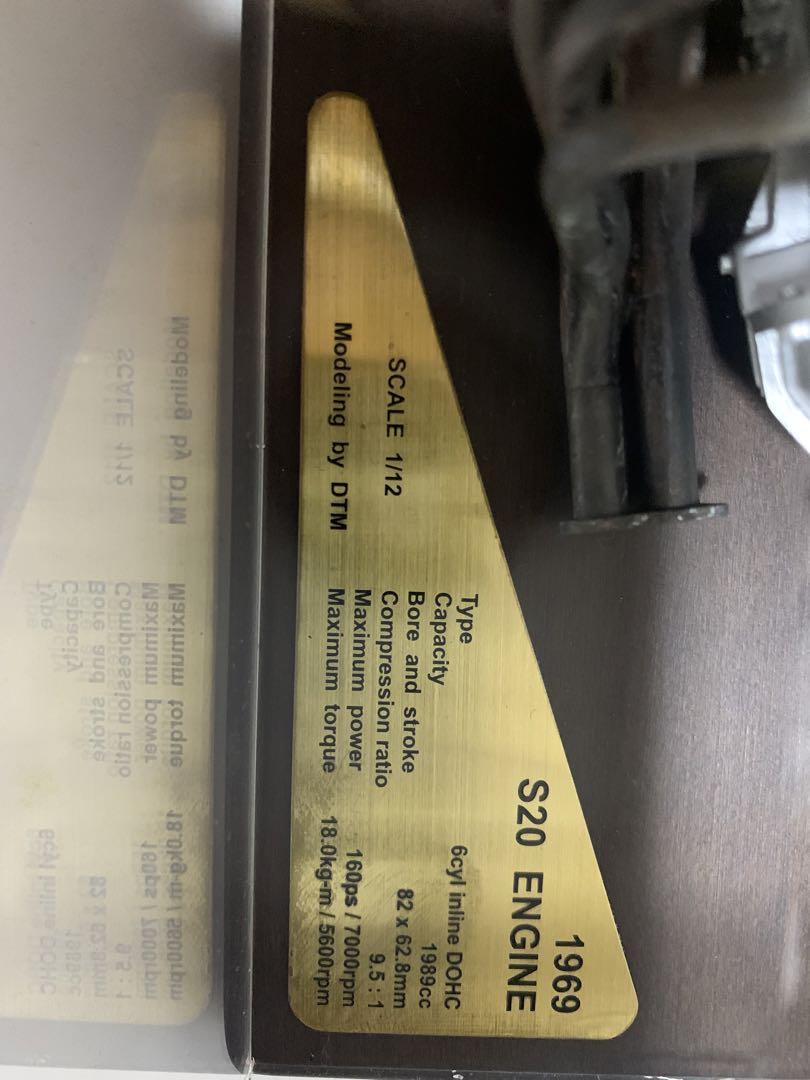 1969
S20 ENGINE
Type 6cyl inline DOHC
Capacity 1989cc
Bore and stroke 82 x 62.8mm
Compression ratio 9.5 : 1
Maximum power 160ps / 7000rpm
Maximum torque 18.0kg-m / 5600rpm
SCALE 1/12
Modeling by DTM